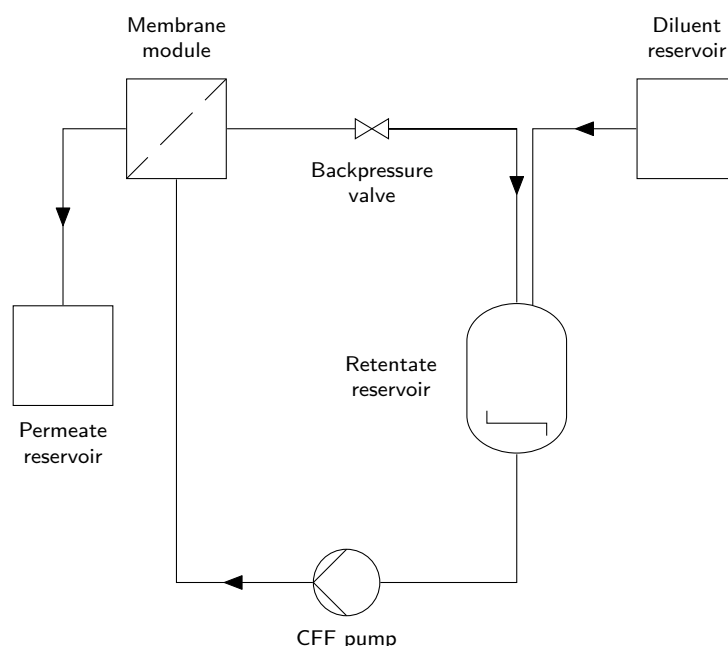 Membrane
module
Diluent
reservoir
Backpressure
valve
Retentate
reservoir
Permeate
reservoir
CFF pump